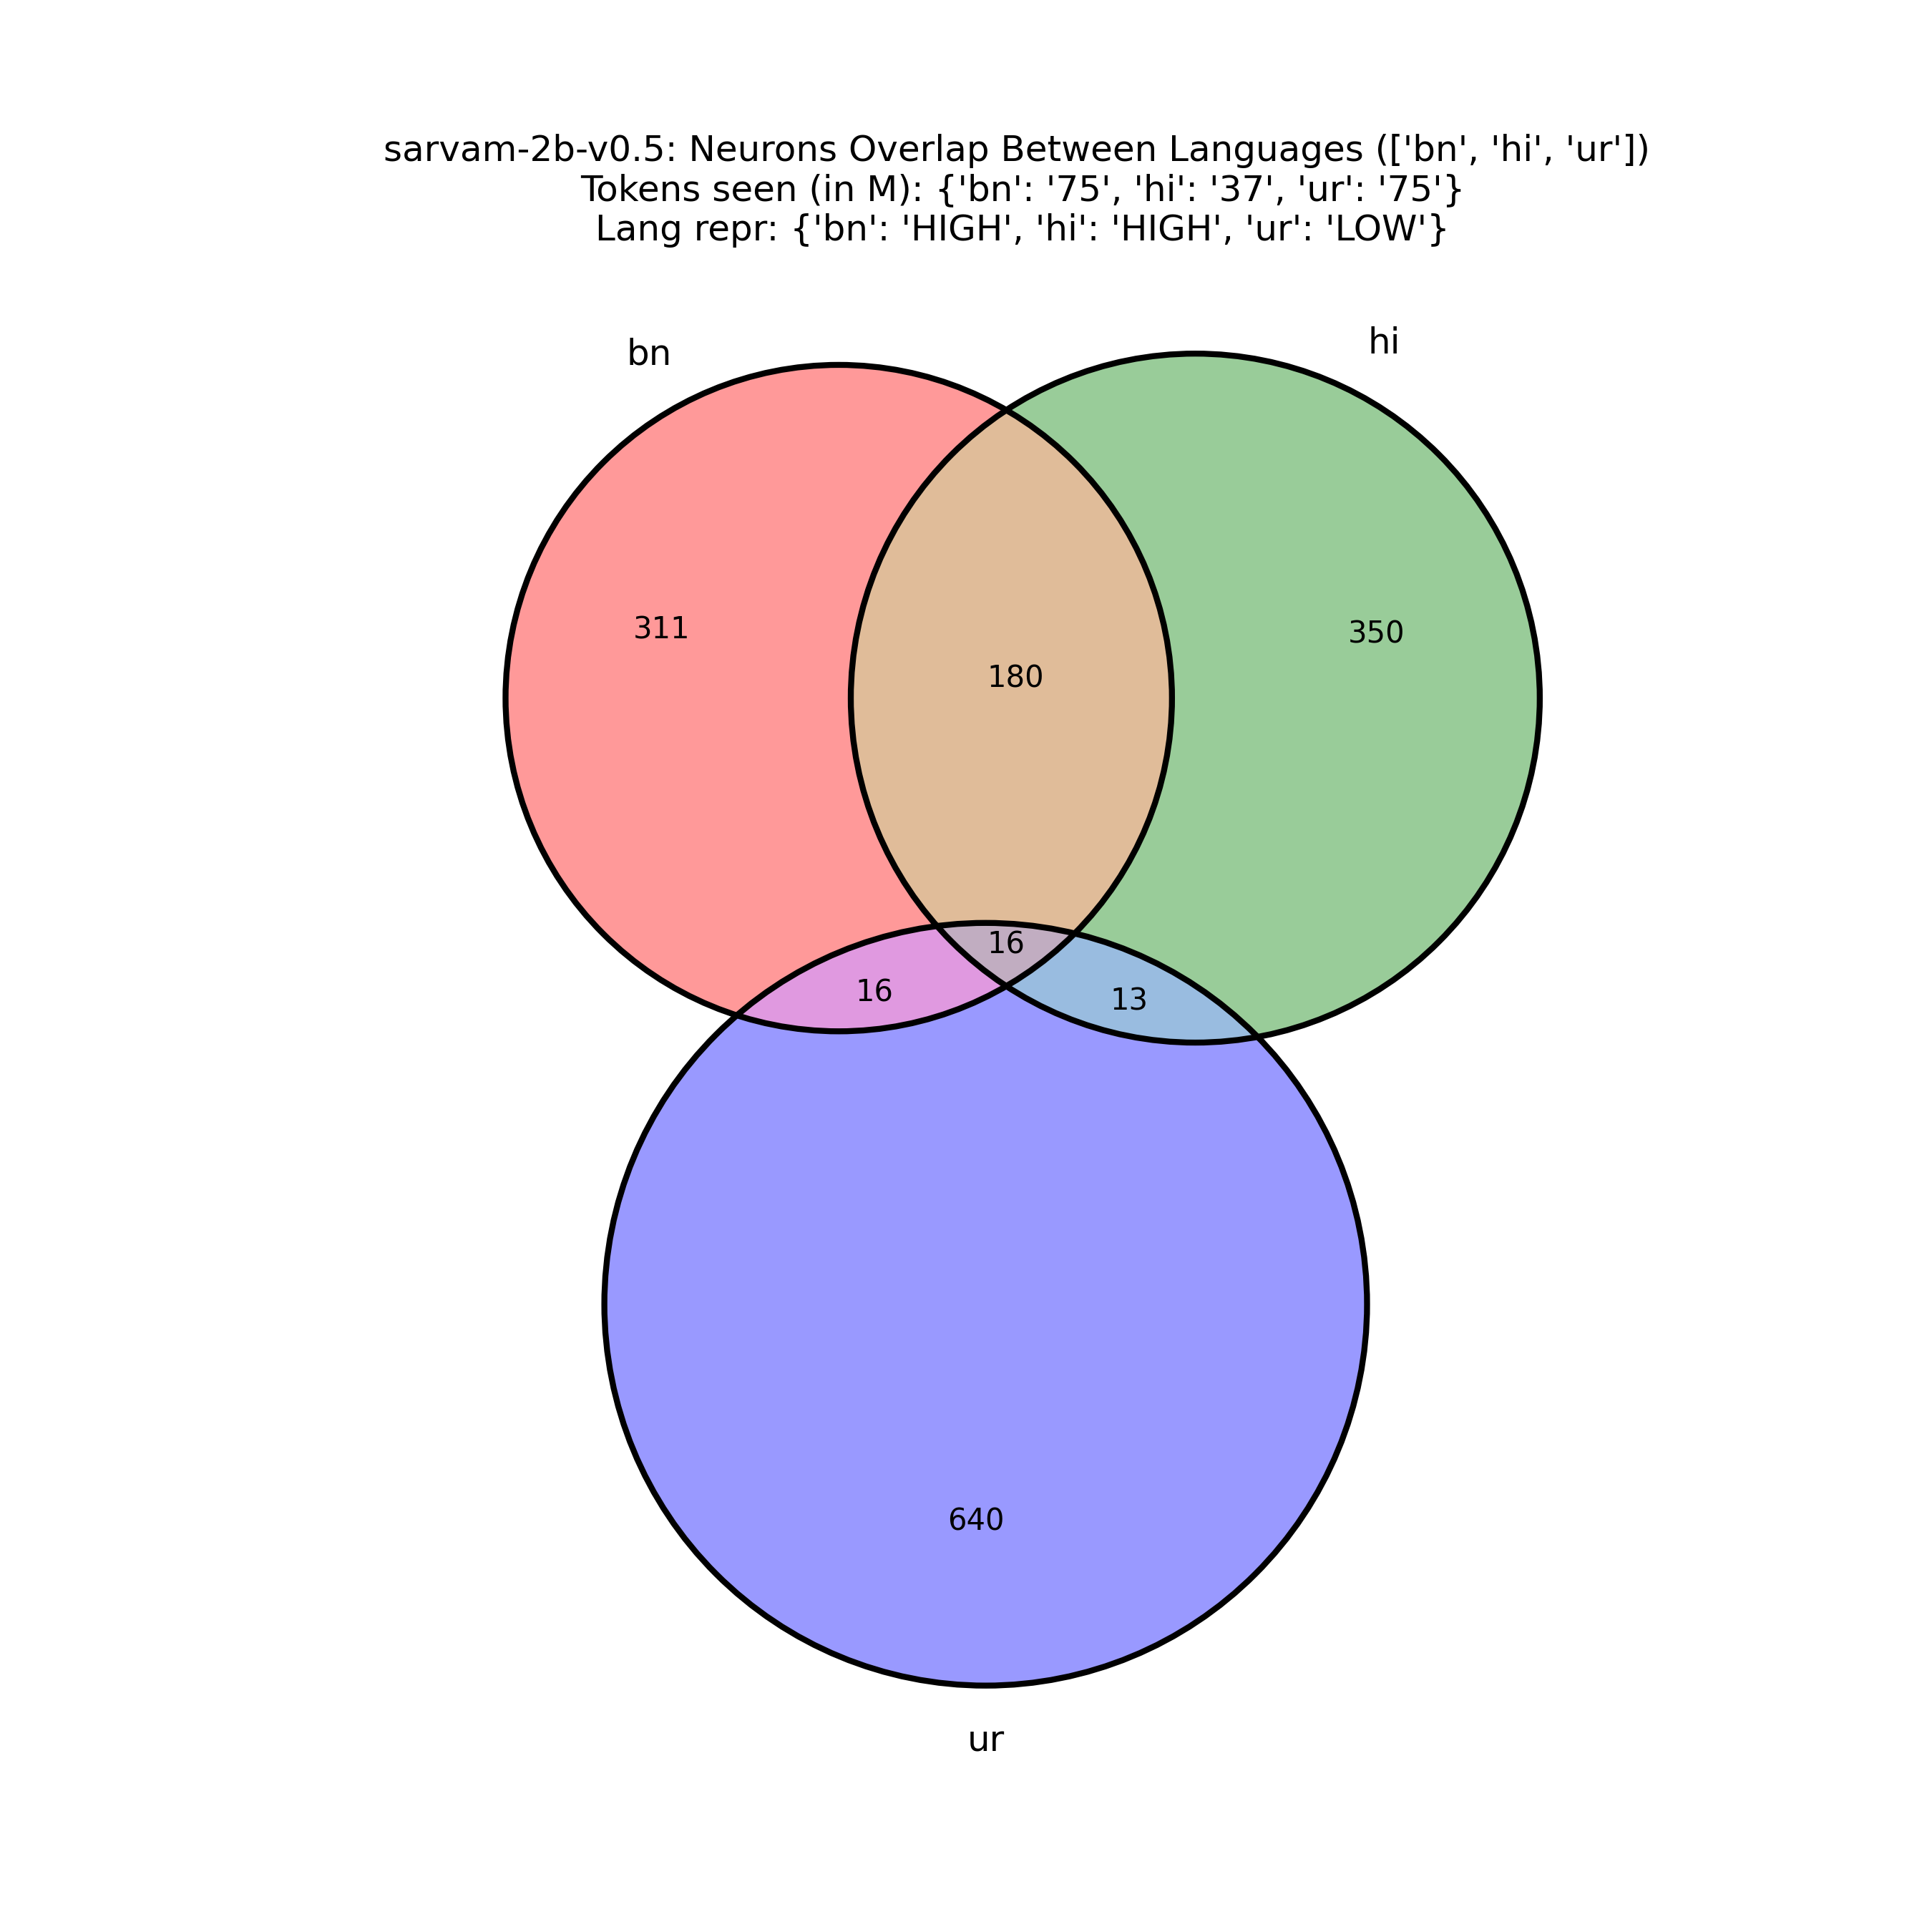 sarvam-2b-v0.5: Neurons Overlap Between Languages (['bn', 'hi', 'ur'])
Tokens seen (in M): {'bn': '75', 'hi': '37', 'ur': '75'}
Lang repr: {'bn': 'HIGH', 'hi': 'HIGH', 'ur': 'LOW'}
bn
hi
311
350
180
16
16
13
640
ur